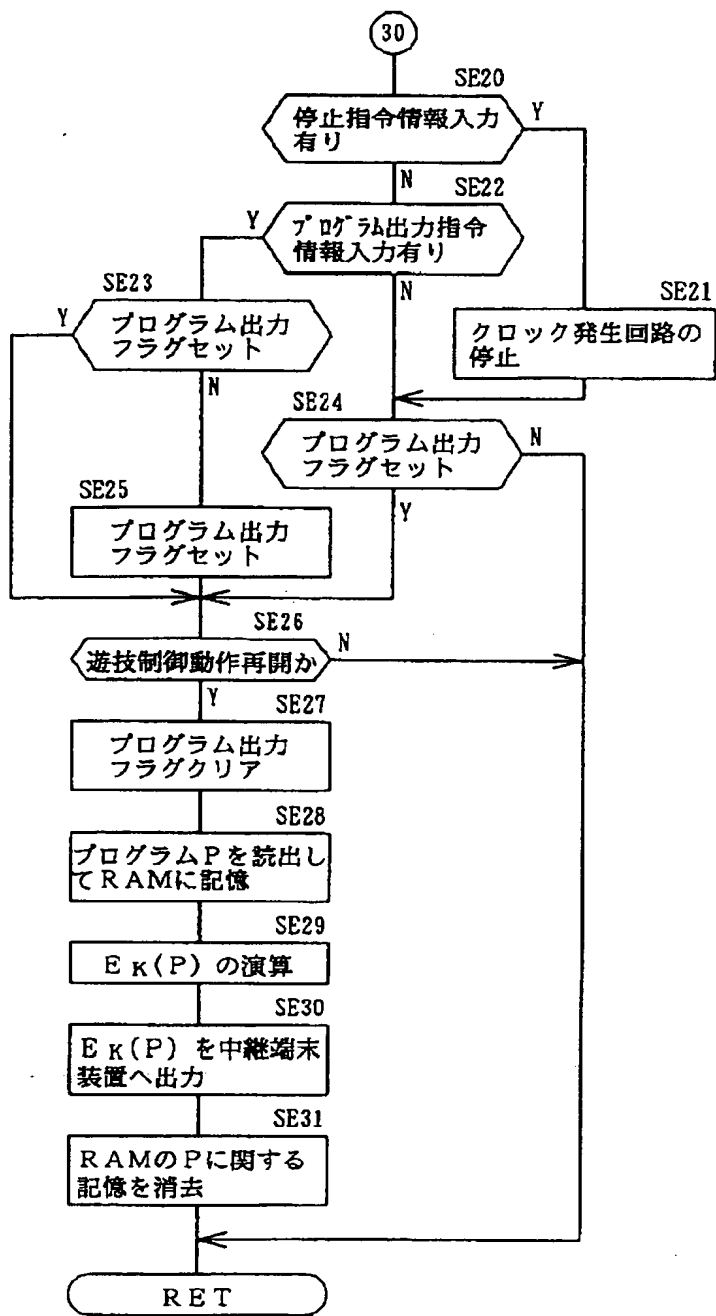 30
SE20
停止指令情報入力
有り
Y
N
SE22
プログラム出力指令
情報入力有り
Y
N
SE23
プログラム出力
フラグセット
Y
N
SE21
クロック発生回路の
停止
SE24
プログラム出力
フラグセット
N
Y
SE25
プログラム出力
フラグセット
SE26
遊技制御動作再開か
N
Y
SE27
プログラム出力
フラグクリア
SE28
プログラムPを読出し
てRAMに記憶
SE29
EK(P)の演算
SE30
EK(P)を中継端末
装置へ出力
SE31
RAMのPに関する
記憶を消去
RET